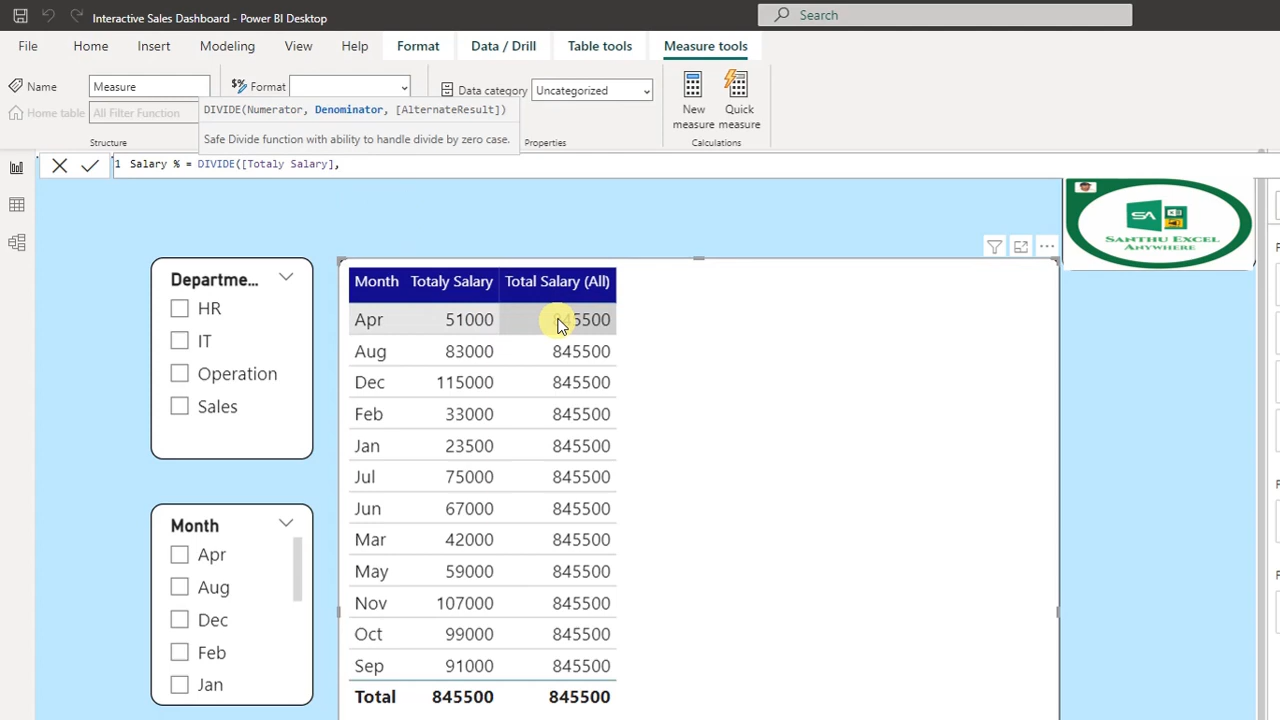 Interactive Sales Dashboard - Power BI Desktop
Search
File Home Insert Modeling View Help Format Data / Drill Table tools Measure tools
Name Measure
Format
Data category Uncategorized
Home table All Filter Function
New measure
Quick measure
Structure
Properties
Calculations
DIVIDE(Numerator, Denominator, [AlternateResult])
Safe Divide function with ability to handle divide by zero case.
1 Salary % = DIVIDE([Totaly Salary],
SA
SANTHU EXCEL
ANYWHERE
Departme...
HR
IT
Operation
Sales
Month
Apr
Aug
Dec
Feb
Jan
Month Totaly Salary Total Salary (All)
Apr 51000 845500
Aug 83000 845500
Dec 115000 845500
Feb 33000 845500
Jan 23500 845500
Jul 75000 845500
Jun 67000 845500
Mar 42000 845500
May 59000 845500
Nov 107000 845500
Oct 99000 845500
Sep 91000 845500
Total 845500 845500